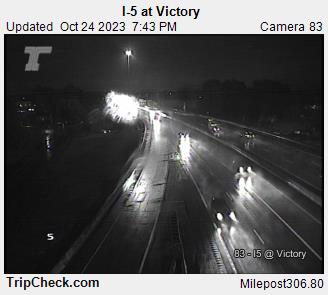 I-5 at Victory
Updated Oct 24 2023 7:43 PM Camera 83
T
S
83 - I5 @ Victory
TripCheck.com Milepost306.80